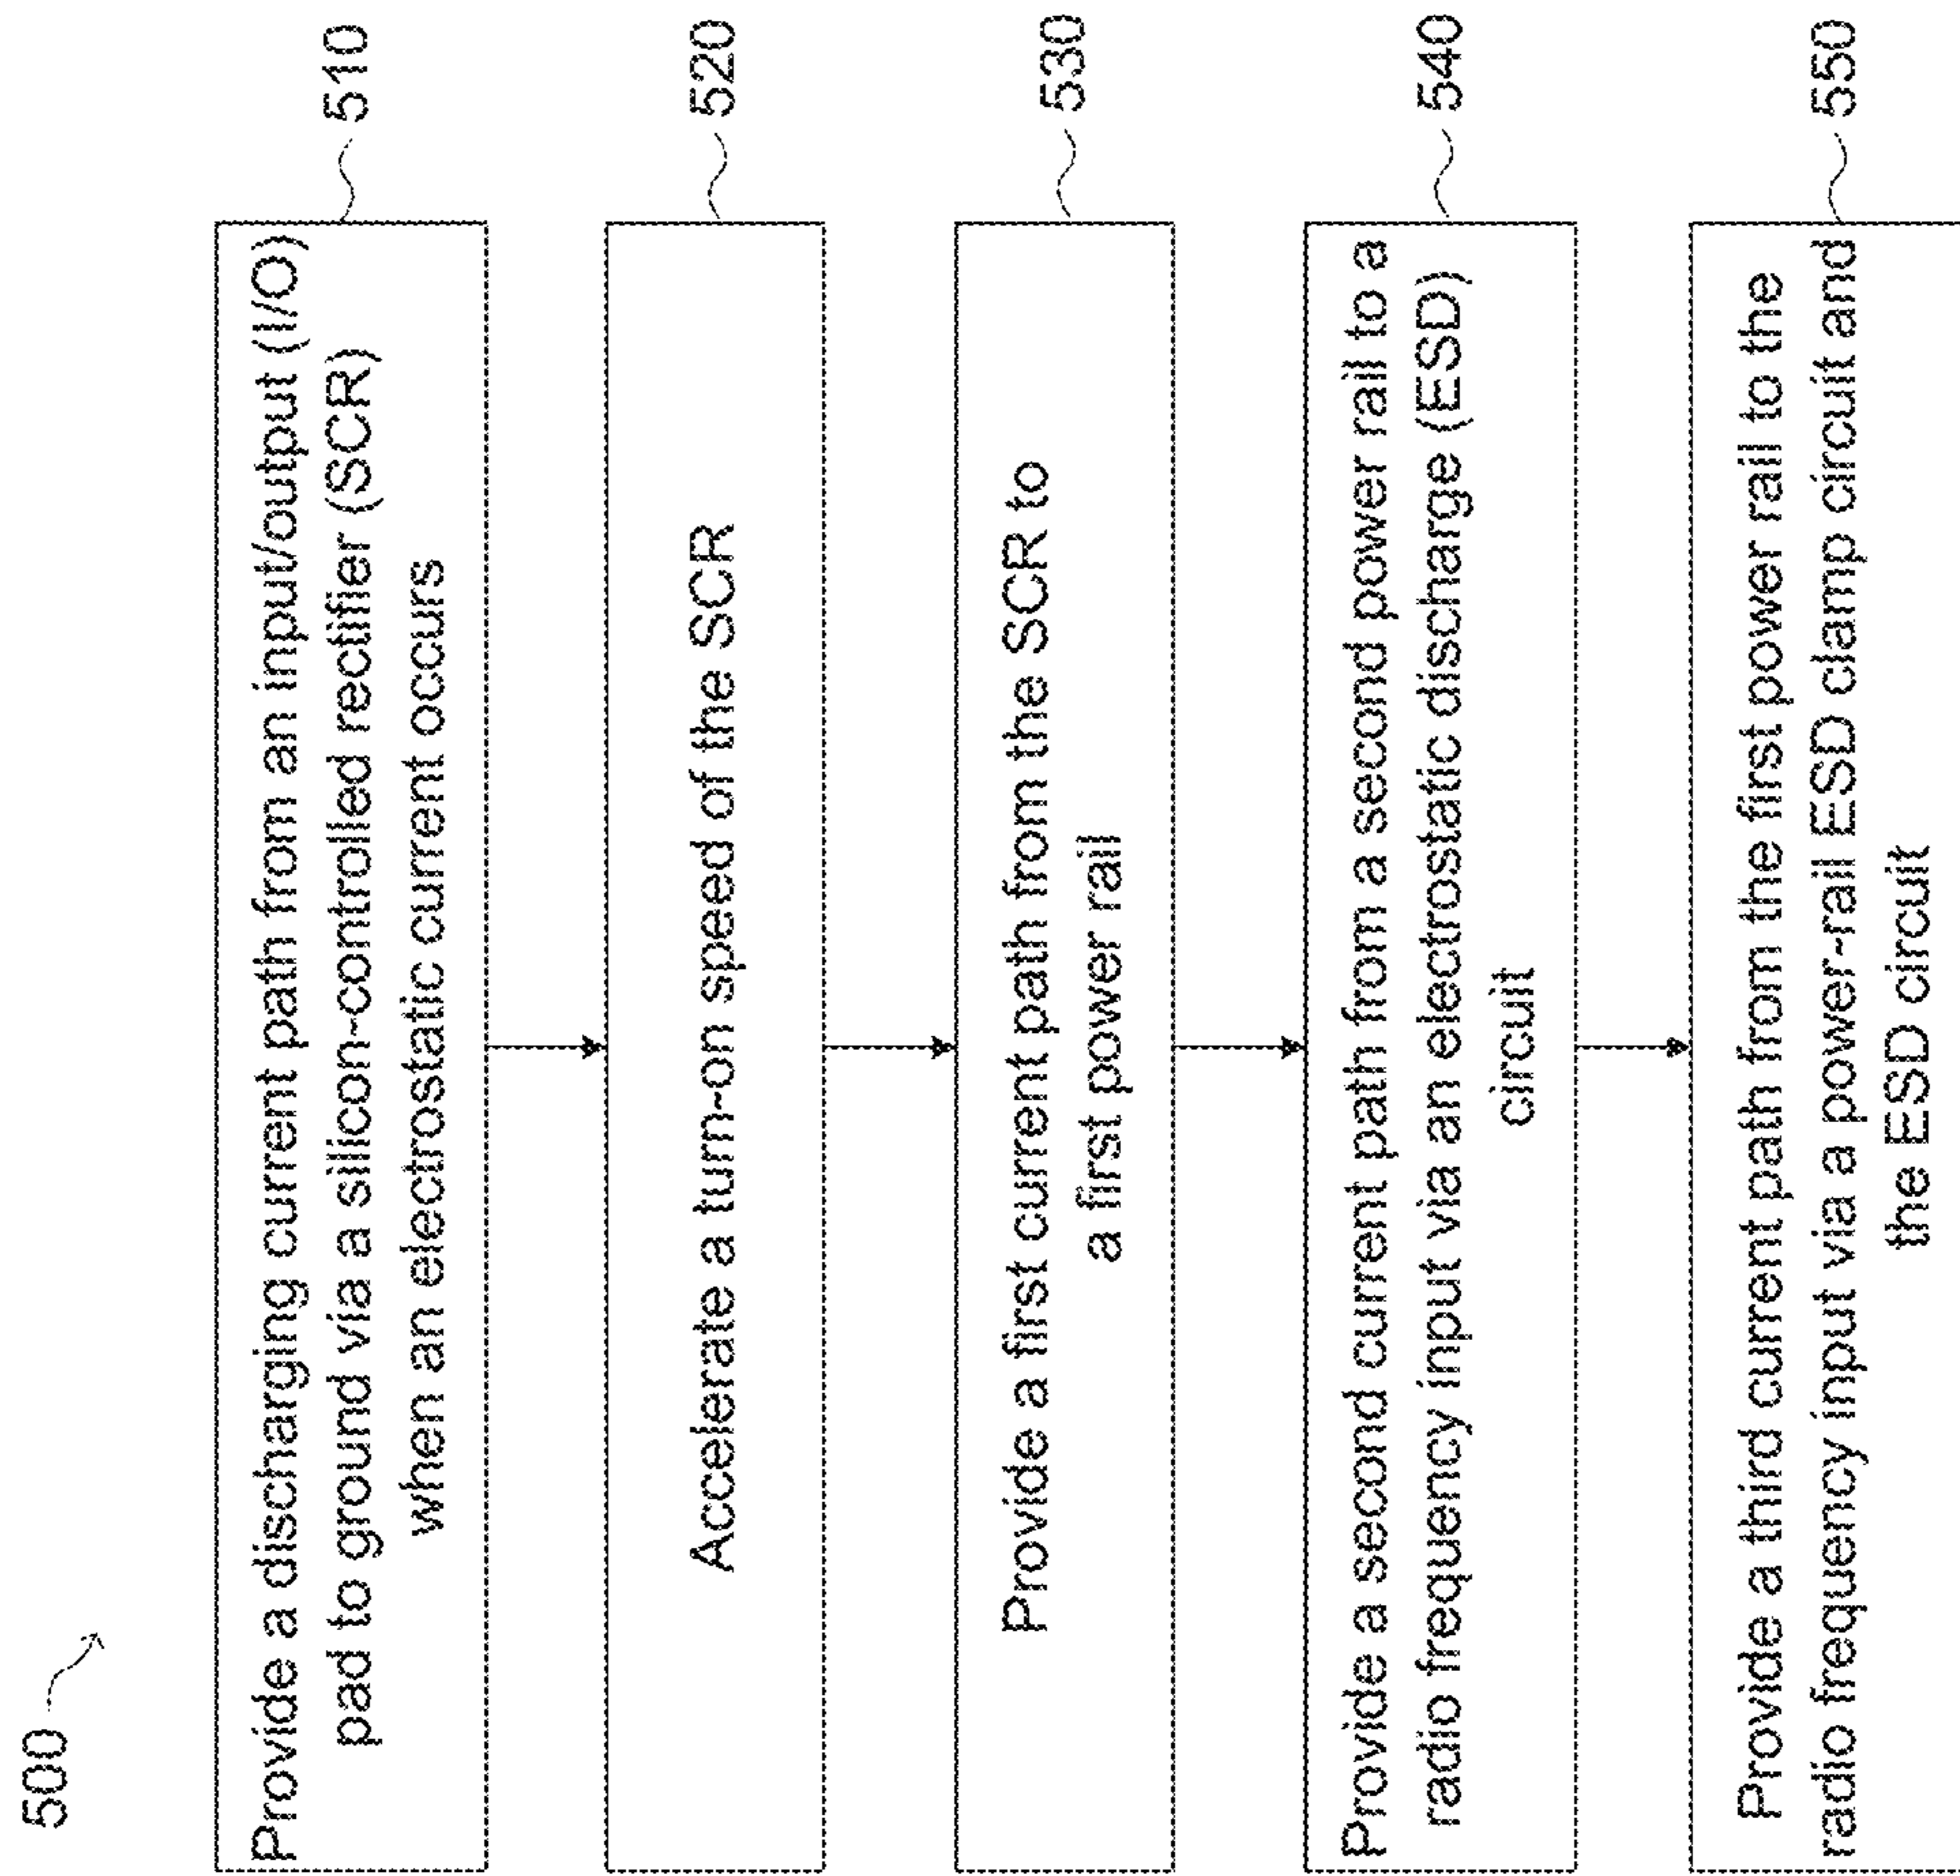 500
Provide a discharging current path from an input/output (I/O)
pad to ground via a silicon-controlled rectifier (SCR)
when an electrostatic current occurs
510
Accelerate a turn-on speed of the SCR
520
Provide a first current path from the SCR to
a first power rail
530
Provide a second current path from a second power rail to a
radio frequency input via an electrostatic discharge (ESD)
circuit
540
Provide a third current path from the first power rail to the
radio frequency input via a power-rail ESD clamp circuit and
the ESD circuit
550